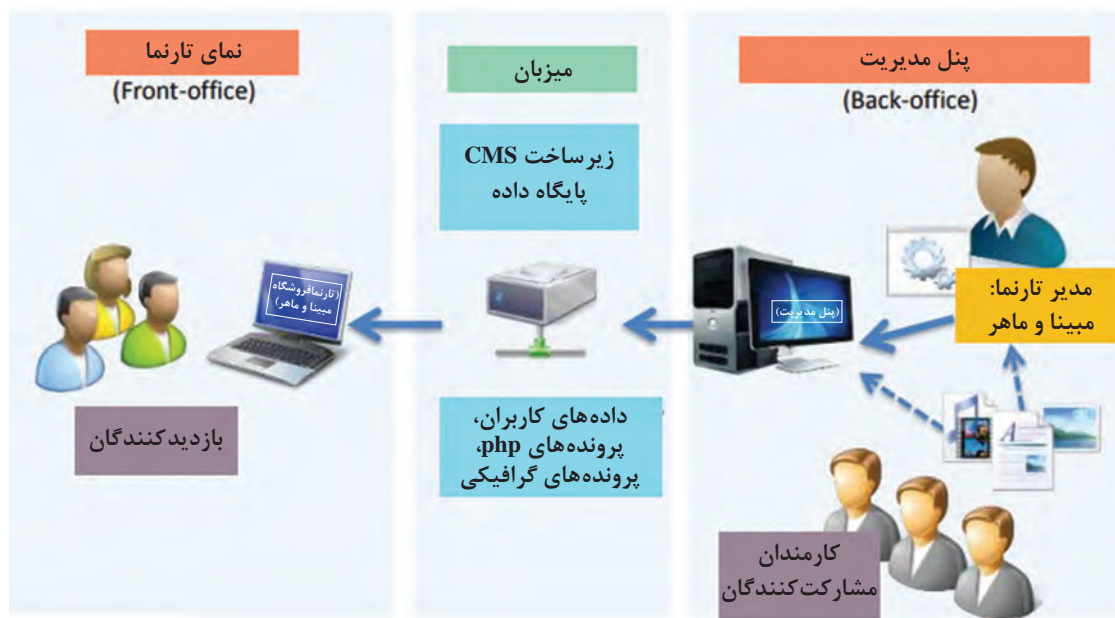 پنل مدیریت
(Back-office)
مدیر تارنما:
مبینا و ماهر
(پنل مدیریت)
کارمندان
مشارکت‌کنندگان
میزبان
زیرساخت CMS
پایگاه داده
داده‌های کاربران،
پرونده‌های php،
پرونده‌های گرافیکی
نمای تارنما
(Front-office)
(تارنمافروشگاه
مبینا و ماهر)
بازدیدکنندگان
A